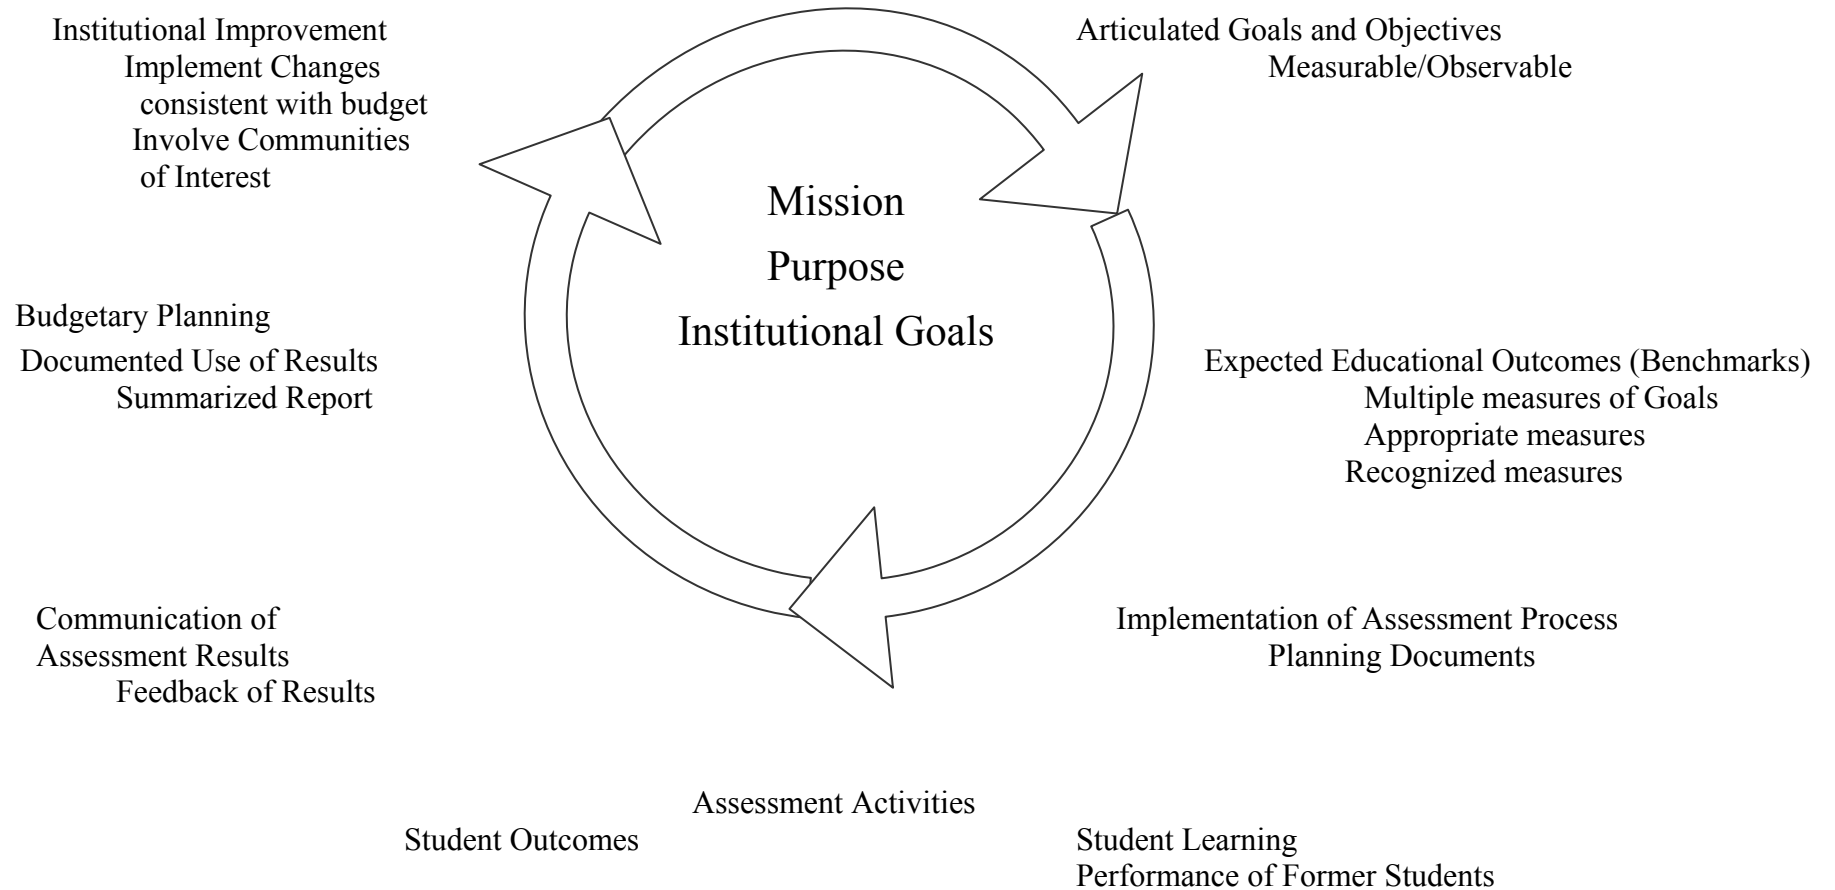 Institutional Improvement
Implement Changes
consistent with budget
Involve Communities
of Interest
Articulated Goals and Objectives
Measurable/Observable
Mission
Purpose
Institutional Goals
Budgetary Planning
Documented Use of Results
Summarized Report
Expected Educational Outcomes (Benchmarks)
Multiple measures of Goals
Appropriate measures
Recognized measures
Communication of
Assessment Results
Feedback of Results
Implementation of Assessment Process
Planning Documents
Assessment Activities
Student Outcomes
Student Learning
Performance of Former Students